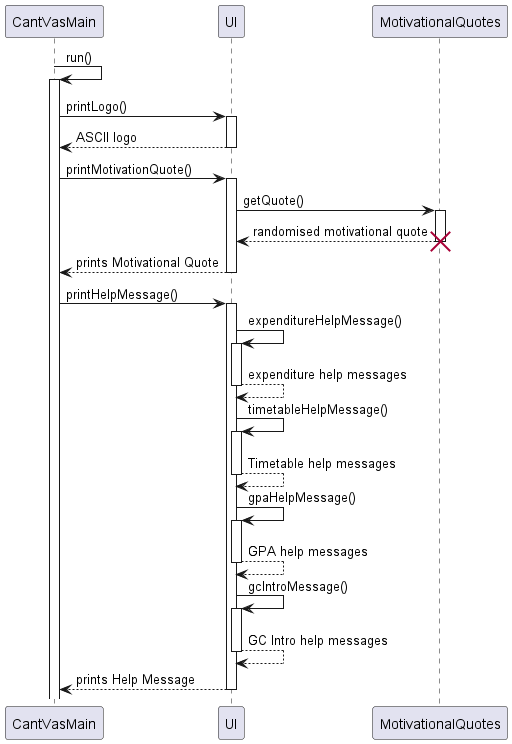 CantVasMain UI MotivationalQuotes
run()
printLogo()
ASCII logo
printMotivationQuote()
getQuote()
randomised motivational quote
prints Motivational Quote
printHelpMessage()
expenditureHelpMessage()
expenditure help messages
timetableHelpMessage()
Timetable help messages
gpaHelpMessage()
GPA help messages
gcIntroMessage()
GC Intro help messages
prints Help Message
CantVasMain UI MotivationalQuotes